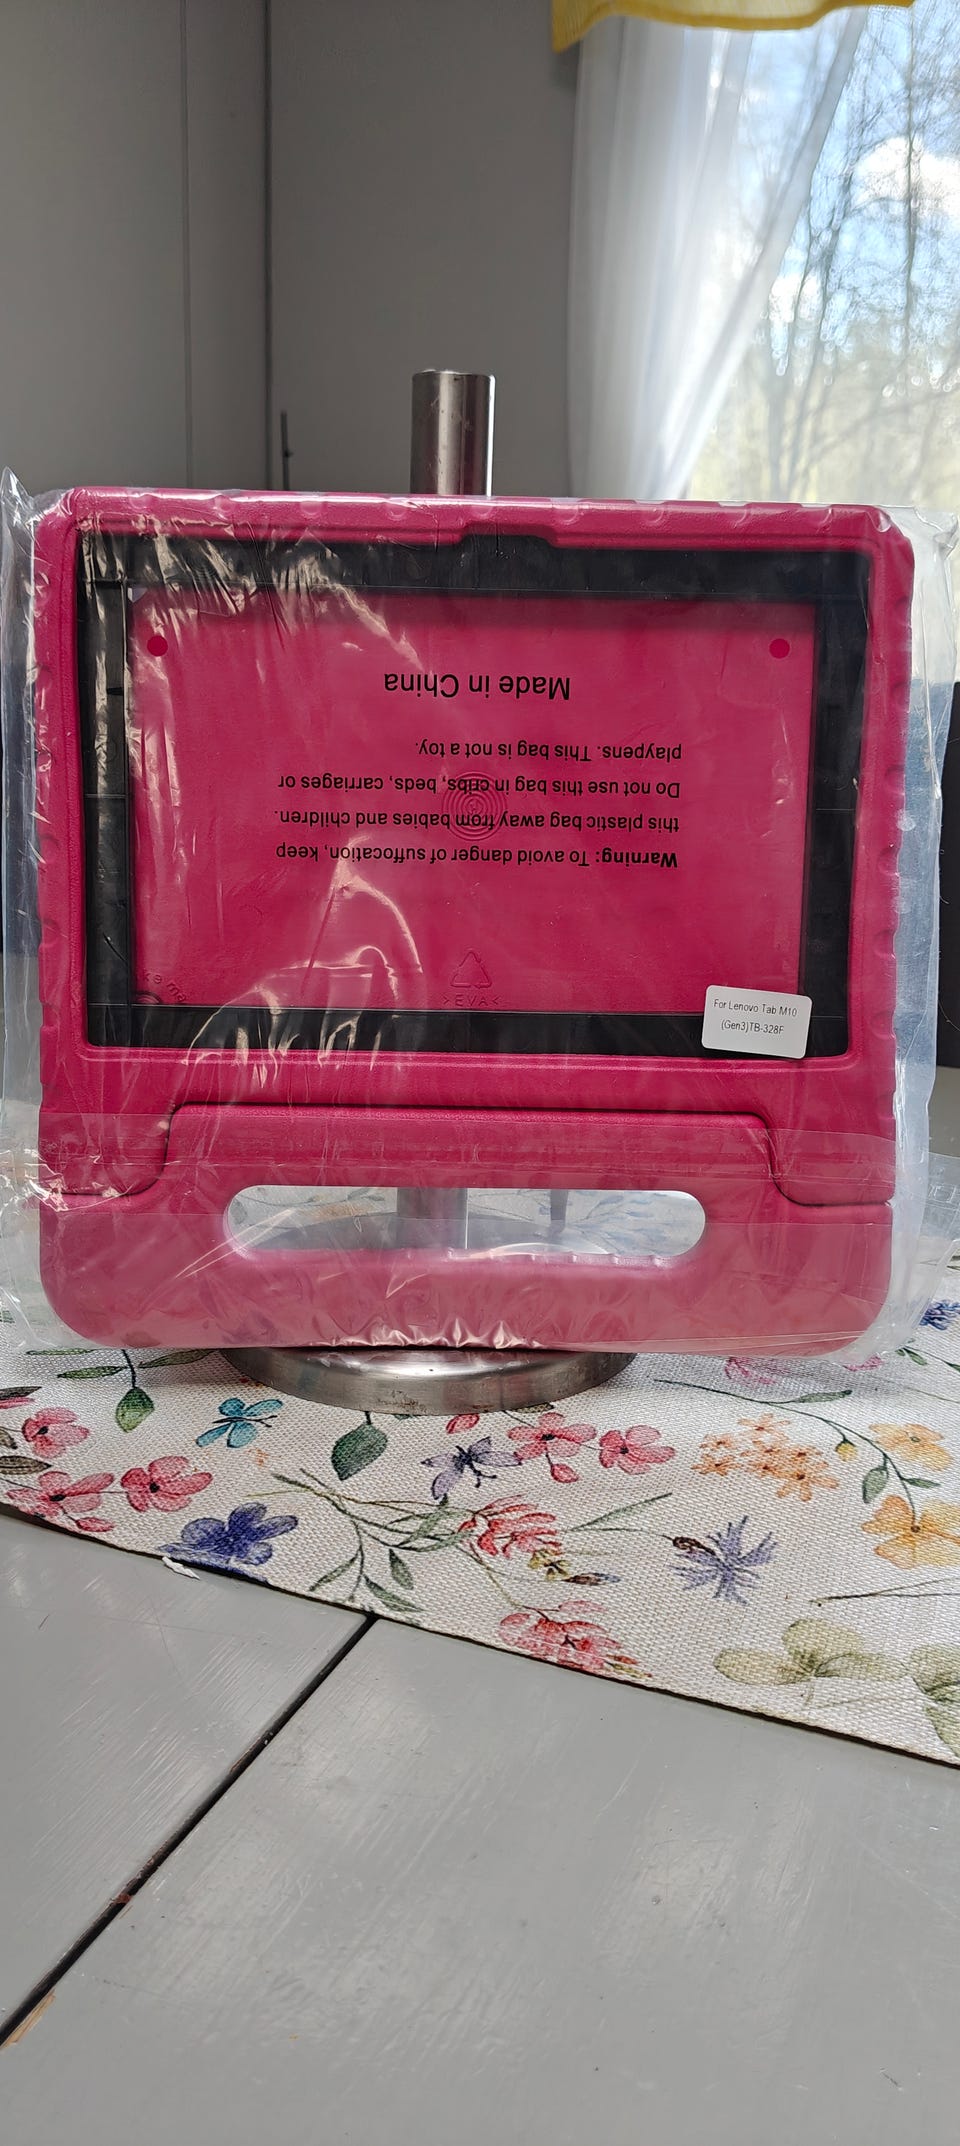 Warning: To avoid danger of suffocation, keep
this plastic bag away from babies and children.
Do not use this bag in cribs, beds, carriages or
playpens. This bag is not a toy.
Made in China
>EVA<
For Lenovo Tab M10
(Gen3)TB-328F